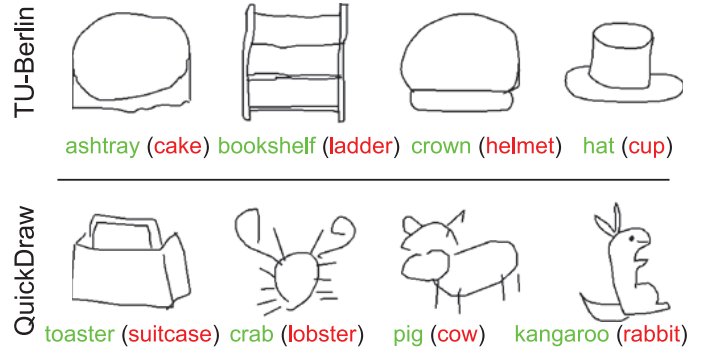 TU-Berlin
ashtray (cake) bookshelf (ladder) crown (helmet) hat (cup)
QuickDraw
toaster (suitcase) crab (lobster) pig (cow) kangaroo (rabbit)